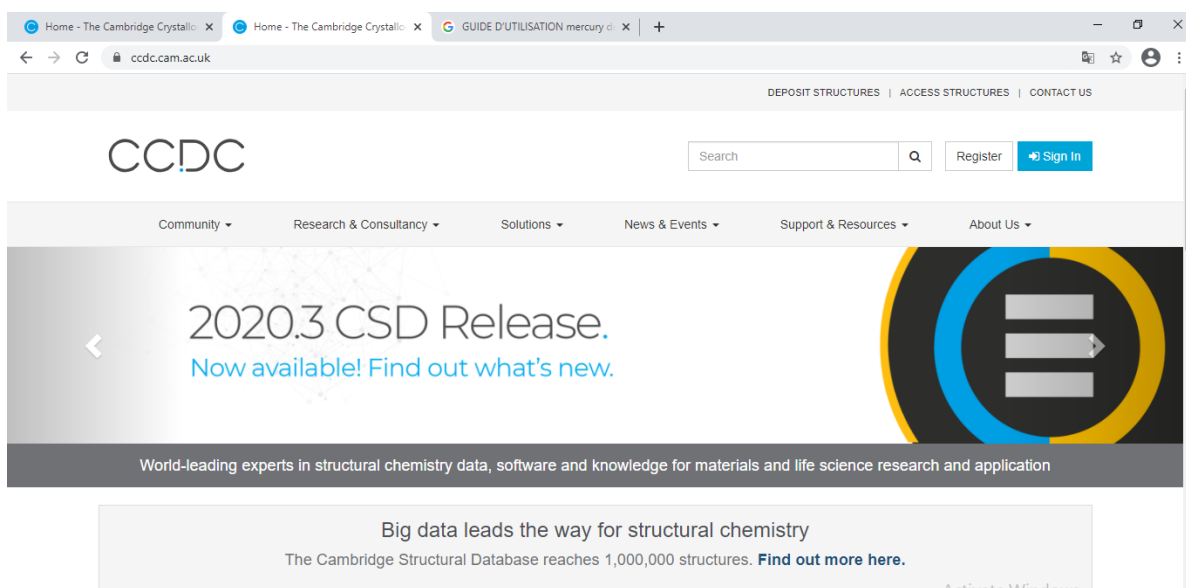 Home - The Cambridge Crystallo
Home - The Cambridge Crystallo
GUIDE D'UTILISATION mercury d
ccdc.cam.ac.uk
DEPOSIT STRUCTURES | ACCESS STRUCTURES | CONTACT US
CCDC
Search
Register
Sign In
Community
Research & Consultancy
Solutions
News & Events
Support & Resources
About Us
2020.3 CSD Release.
Now available! Find out what's new.
World-leading experts in structural chemistry data, software and knowledge for materials and life science research and application
Big data leads the way for structural chemistry
The Cambridge Structural Database reaches 1,000,000 structures. Find out more here.
Activate Windows